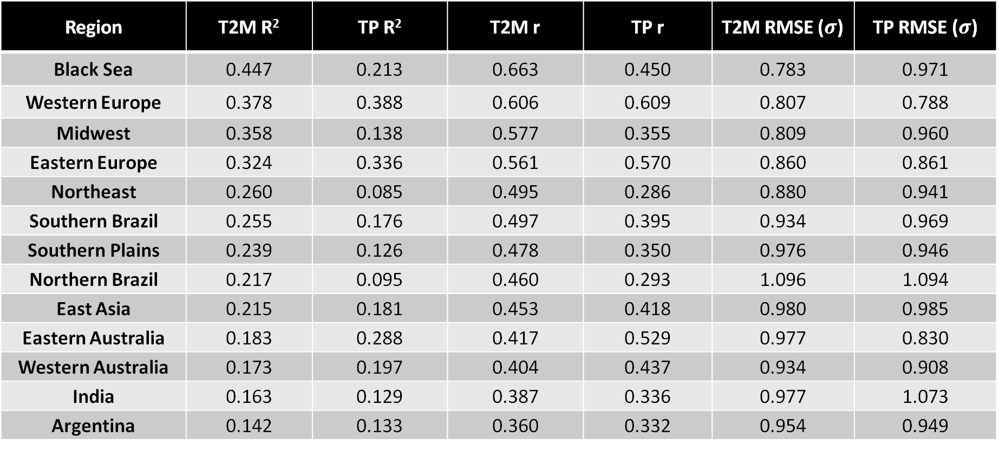 Region T2M R² TP R² T2M r TP r T2M RMSE (σ) TP RMSE (σ)
Black Sea 0.447 0.213 0.663 0.450 0.783 0.971
Western Europe 0.378 0.388 0.606 0.609 0.807 0.788
Midwest 0.358 0.138 0.577 0.355 0.809 0.960
Eastern Europe 0.324 0.336 0.561 0.570 0.860 0.861
Northeast 0.260 0.085 0.495 0.286 0.880 0.941
Southern Brazil 0.255 0.176 0.497 0.395 0.934 0.969
Southern Plains 0.239 0.126 0.478 0.350 0.976 0.946
Northern Brazil 0.217 0.095 0.460 0.293 1.096 1.094
East Asia 0.215 0.181 0.453 0.418 0.980 0.985
Eastern Australia 0.183 0.288 0.417 0.529 0.977 0.830
Western Australia 0.173 0.197 0.404 0.437 0.934 0.908
India 0.163 0.129 0.387 0.336 0.977 1.073
Argentina 0.142 0.133 0.360 0.332 0.954 0.949